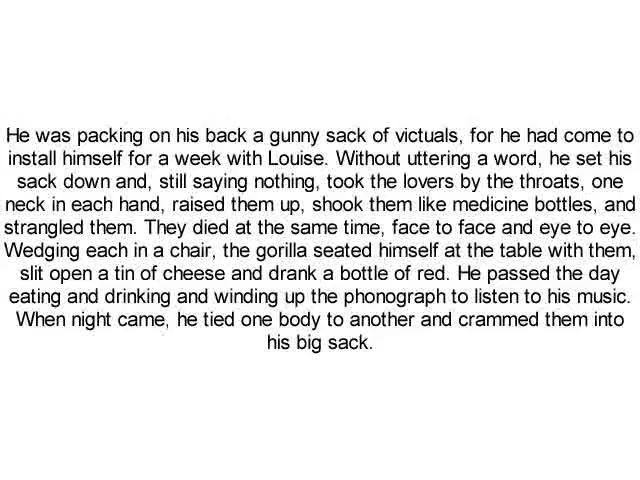 He was packing on his back a gunny sack of victuals, for he had come to
install himself for a week with Louise. Without uttering a word, he set his
sack down and, still saying nothing, took the lovers by the throats, one
neck in each hand, raised them up, shook them like medicine bottles, and
strangled them. They died at the same time, face to face and eye to eye.
Wedging each in a chair, the gorilla seated himself at the table with them,
slit open a tin of cheese and drank a bottle of red. He passed the day
eating and drinking and winding up the phonograph to listen to his music.
When night came, he tied one body to another and crammed them into
his big sack.